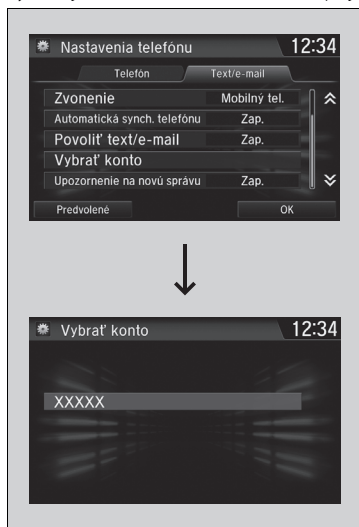 Nastavenia telefónu 12:34
Telefón Text/e-mail
Zvonenie Mobilný tel.
Automatická synch. telefónu Zap.
Povoliť text/e-mail Zap.
Vybrať konto
Upozornenie na novú správu Zap.
Predvolené OK
Vybrať konto 12:34
XXXXX